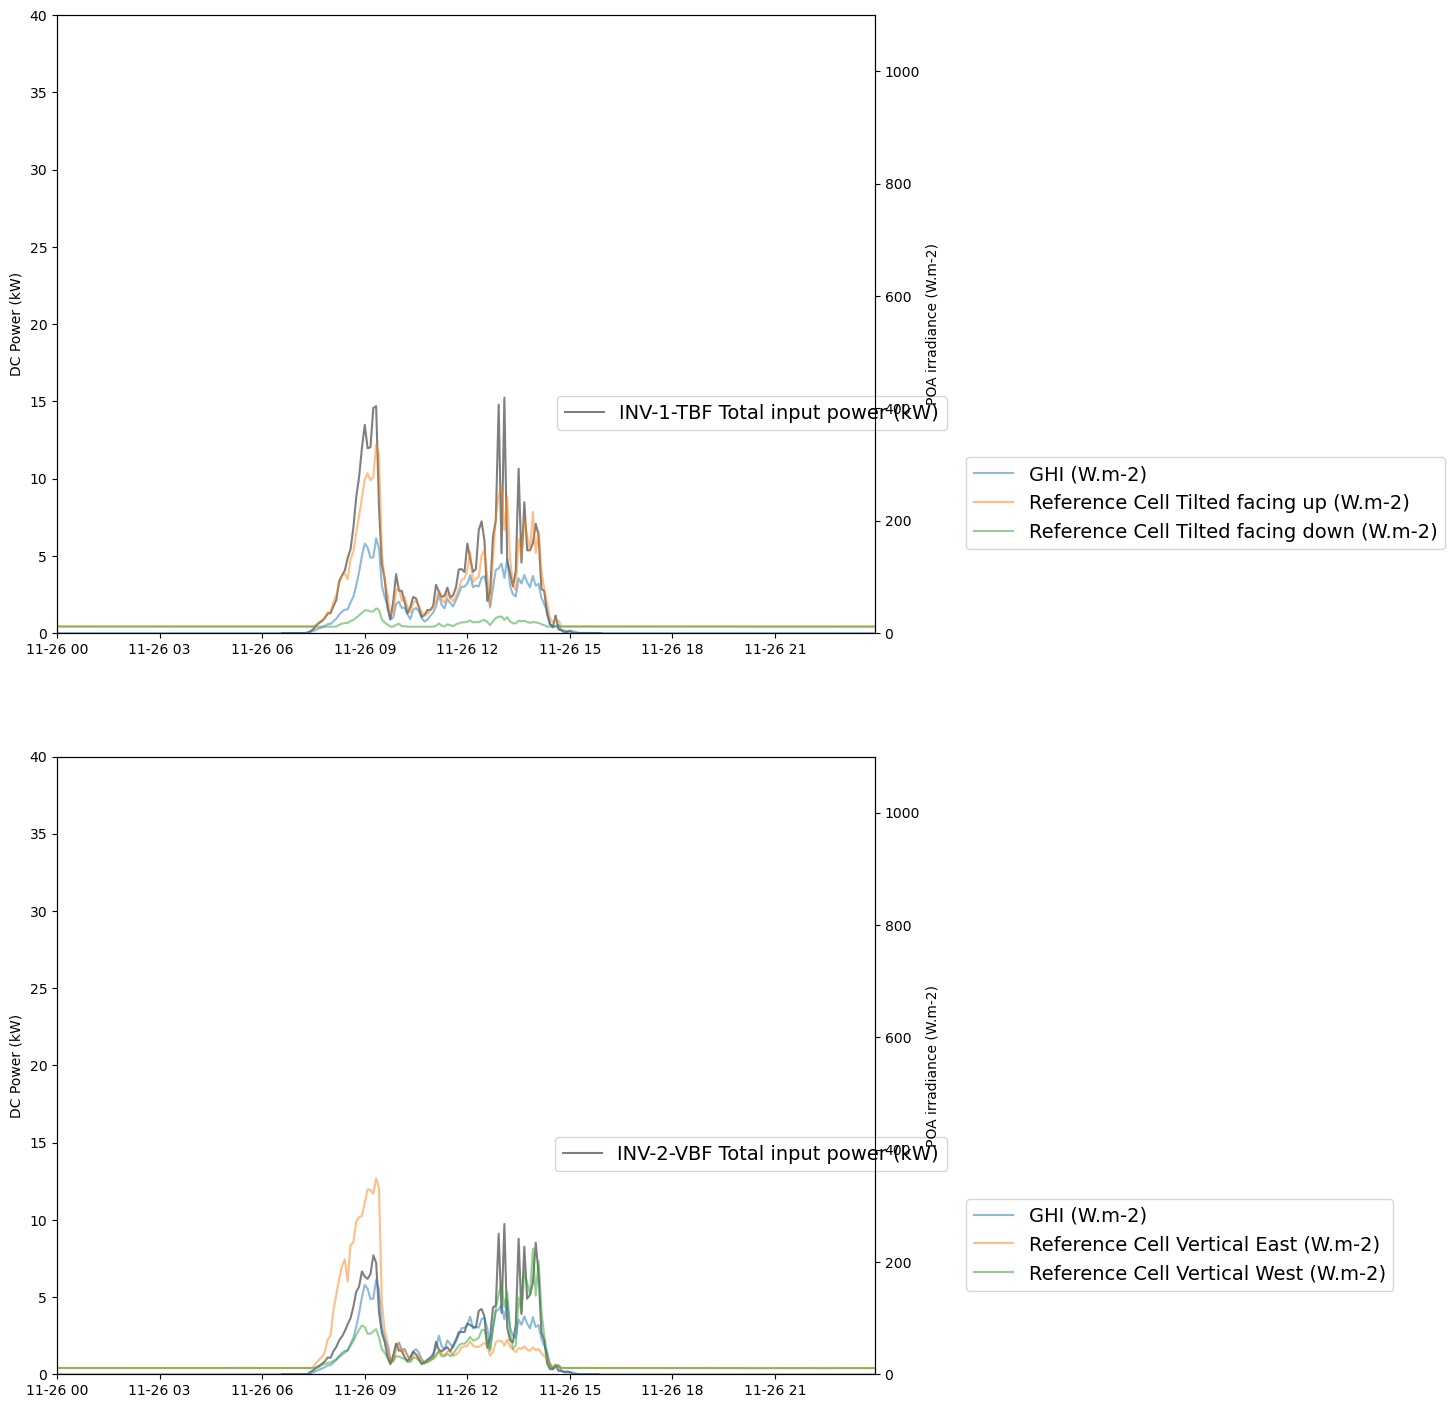 40
35
30
25
20
15
10
5
0
DC Power (kW)
1000
800
600
400
200
0
POA irradiance (W.m-2)
INV-1-TBF Total input power (kW)
GHI (W.m-2)
Reference Cell Tilted facing up (W.m-2)
Reference Cell Tilted facing down (W.m-2)
11-26 00 11-26 03 11-26 06 11-26 09 11-26 12 11-26 15 11-26 18 11-26 21
40
35
30
25
20
15
10
5
0
DC Power (kW)
1000
800
600
400
200
0
POA irradiance (W.m-2)
INV-2-VBF Total input power (kW)
GHI (W.m-2)
Reference Cell Vertical East (W.m-2)
Reference Cell Vertical West (W.m-2)
11-26 00 11-26 03 11-26 06 11-26 09 11-26 12 11-26 15 11-26 18 11-26 21